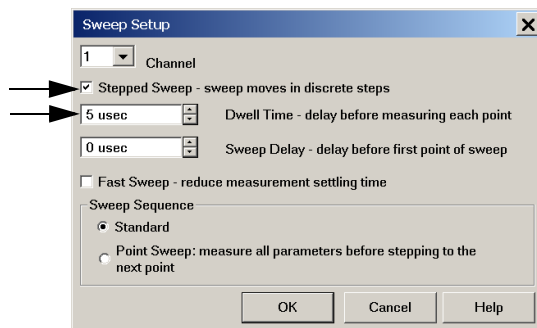 Sweep Setup
1 Channel
Stepped Sweep - sweep moves in discrete steps
5 usec Dwell Time - delay before measuring each point
0 usec Sweep Delay - delay before first point of sweep
Fast Sweep - reduce measurement settling time
Sweep Sequence
Standard
Point Sweep: measure all parameters before stepping to the
next point
OK Cancel Help